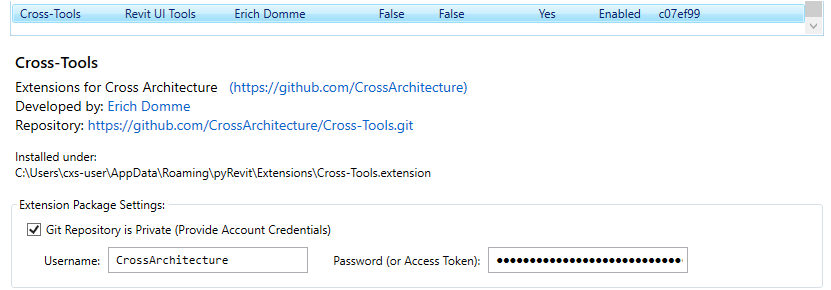 Cross-Tools Revit UI Tools Erich Domme False False Yes Enabled c07ef99
Cross-Tools
Extensions for Cross Architecture (https://github.com/CrossArchitecture)
Developed by: Erich Domme
Repository: https://github.com/CrossArchitecture/Cross-Tools.git
Installed under:
C:\Users\cxs-user\AppData\Roaming\pyRevit\Extensions\Cross-Tools.extension
Extension Package Settings:
Git Repository is Private (Provide Account Credentials)
Username: CrossArchitecture Password (or Access Token): ●●●●●●●●●●●●●●●●●●●●●●●●●●●●